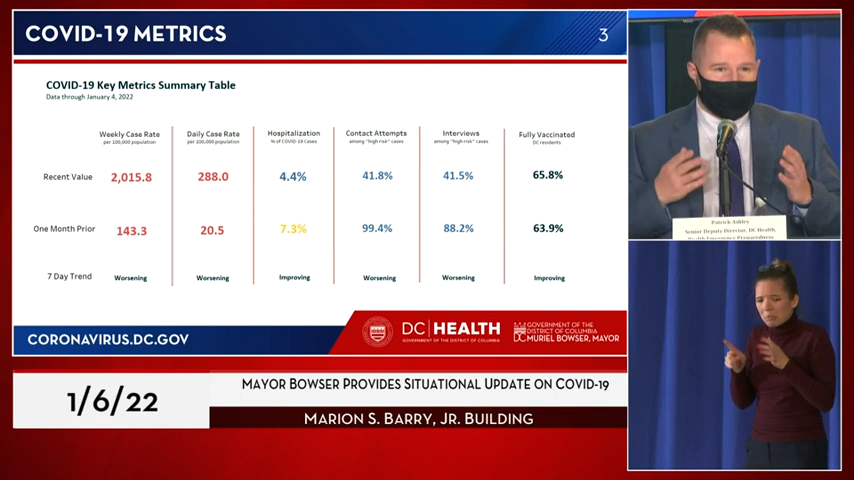 COVID-19 METRICS
3
COVID-19 Key Metrics Summary Table
Data through January 4, 2022
Weekly Case Rate
per 100,000 population
Daily Case Rate
per 100,000 population
Hospitalization
% of COVID-19 Cases
Contact Attempts
among "high risk" cases
Interviews
among "high risk" cases
Fully Vaccinated
DC residents
Recent Value 2,015.8 288.0 4.4% 41.8% 41.5% 65.8%
One Month Prior 143.3 20.5 7.3% 99.4% 88.2% 63.9%
7 Day Trend Worsening Worsening Improving Worsening Worsening Improving
CORONAVIRUS.DC.GOV
DC HEALTH
GOVERNMENT OF THE DISTRICT OF COLUMBIA
GOVERNMENT OF THE
DISTRICT OF COLUMBIA
MURIEL BOWSER, MAYOR
Patrick Ashley
Senior Deputy Director, DC Health,
Health Emergency Preparedness
1/6/22
MAYOR BOWSER PROVIDES SITUATIONAL UPDATE ON COVID-19
MARION S. BARRY, JR. BUILDING